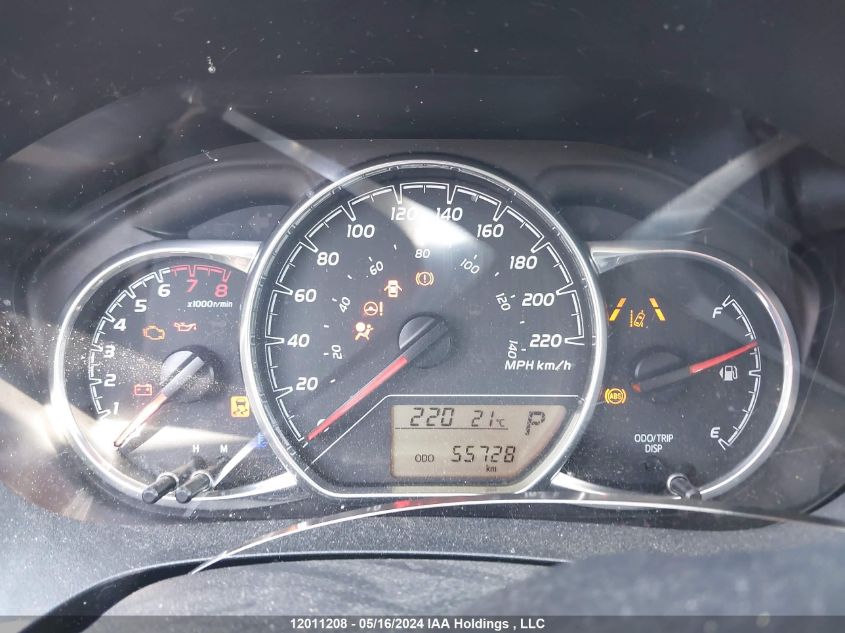 1 2 3 4 5 6 7 8
x1000r/min
H M
20 40 60 80 100 120 140 160 180 200 220
20 40 60 80 100 120 140
MPH km/h
220 21°C P
ODO 55728
km
ABS
F
E
ODO/TRIP
DISP
12011208 - 05/16/2024 IAA Holdings , LLC